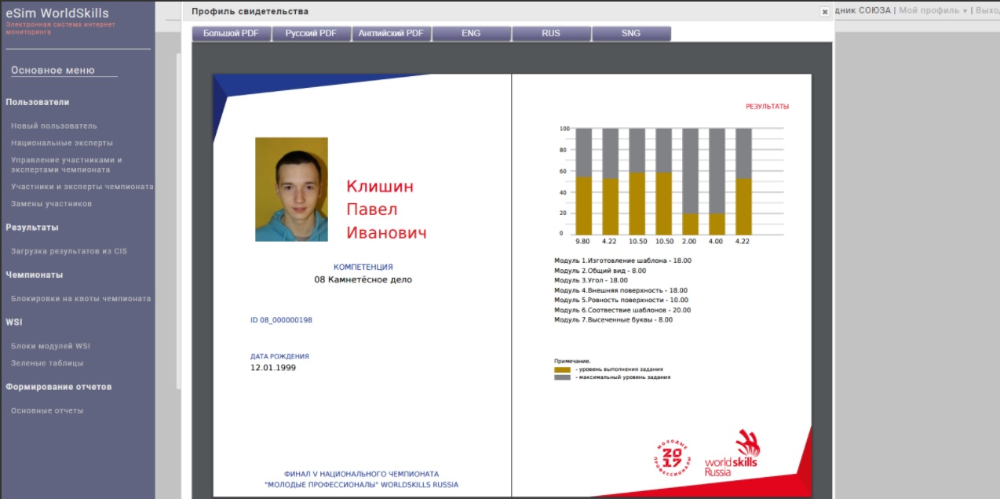 eSim WorldSkills
Электронная система интернет
мониторинга
Основное меню
Пользователи
Новый пользователь
Национальные эксперты
Управление участниками и
экспертами чемпионата
Участники и эксперты чемпионата
Замены участников
Результаты
Загрузка результатов из CIS
Чемпионаты
Блокировки на квоты чемпионата
WSI
Блоки модулей WSI
Зеленые таблицы
Формирование отчетов
Основные отчеты
Профиль свидетельства
дник СОЮЗА | Мой профиль ▾ | Выхо
Большой PDF Русский PDF Английский PDF ENG RUS SNG
Клишин
Павел
Иванович
КОМПЕТЕНЦИЯ
08 Камнетёсное дело
ID 08_000000198
ДАТА РОЖДЕНИЯ
12.01.1999
ФИНАЛ V НАЦИОНАЛЬНОГО ЧЕМПИОНАТА
"МОЛОДЫЕ ПРОФЕССИОНАЛЫ" WORLDSKILLS RUSSIA
РЕЗУЛЬТАТЫ
100
80
60
40
20
0
9.80 4.22 10.50 10.50 2.00 4.00 4.22
Модуль 1.Изготовление шаблона - 18.00
Модуль 2.Общий вид - 8.00
Модуль 3.Угол - 18.00
Модуль 4.Внешняя поверхность - 18.00
Модуль 5.Ровность поверхности - 10.00
Модуль 6.Соотвествие шаблонов - 20.00
Модуль 7.Высеченные буквы - 8.00
Примечание.
- уровень выполнения задания
- максимальный уровень задания
МОЛОДЫЕ
2017
ПРОФЕССИОНАЛЫ
worldskills
Russia